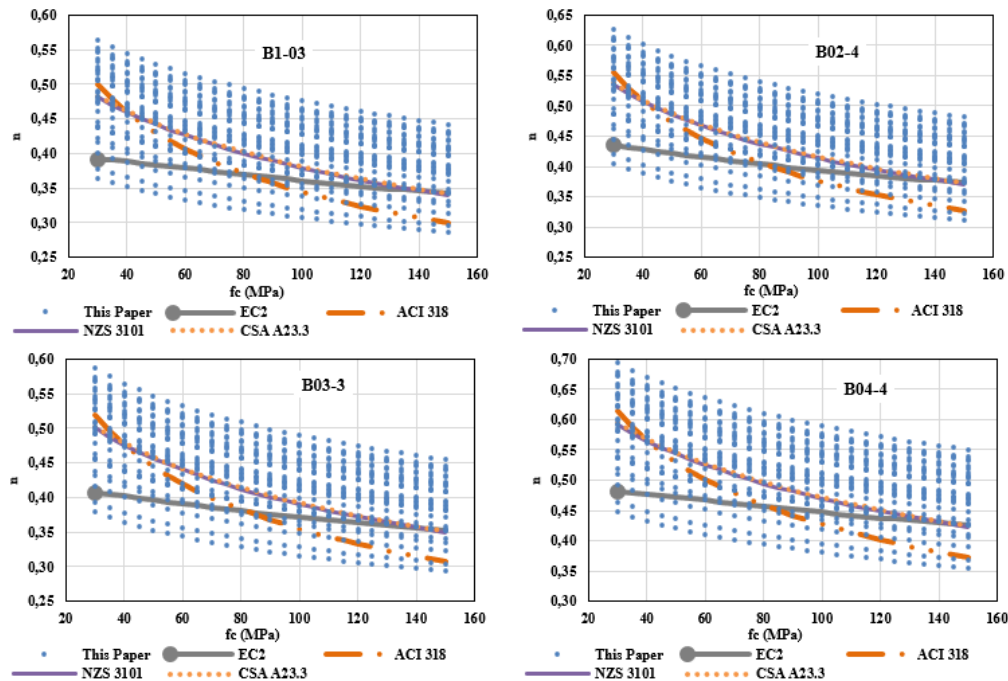 0,60
0,55
0,50
0,45
0,40
0,35
0,30
0,25
n
B1-03
20 40 60 80 100 120 140 160
fc (MPa)
This Paper EC2 ACI 318
NZS 3101 CSA A23.3
0,65
0,60
0,55
0,50
0,45
0,40
0,35
0,30
0,25
n
B02-4
20 40 60 80 100 120 140 160
fc (MPa)
This Paper EC2 ACI 318
NZS 3101 CSA A23.3
0,60
0,55
0,50
0,45
0,40
0,35
0,30
0,25
n
B03-3
20 40 60 80 100 120 140 160
fc (MPa)
This Paper EC2 ACI 318
NZS 3101 CSA A23.3
0,70
0,65
0,60
0,55
0,50
0,45
0,40
0,35
0,30
n
B04-4
20 40 60 80 100 120 140 160
fc (MPa)
This Paper EC2 ACI 318
NZS 3101 CSA A23.3